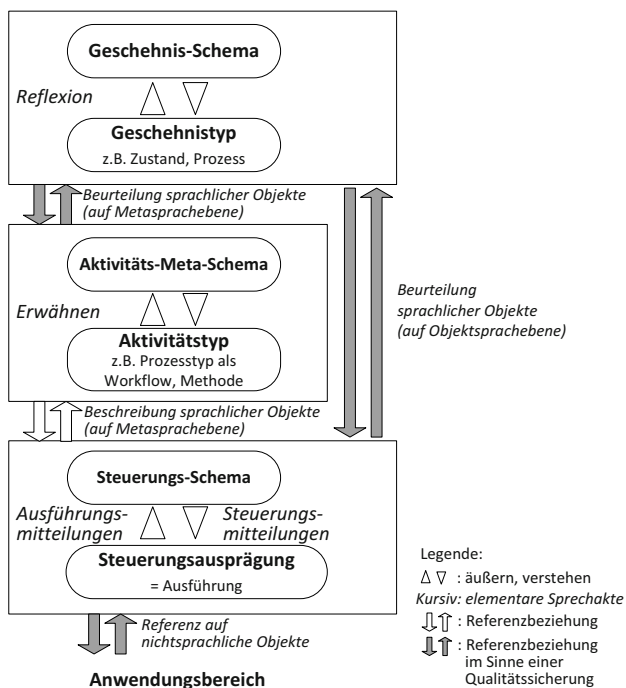 Geschehnis-Schema
Reflexion
Geschehnistyp
z.B. Zustand, Prozess
Beurteilung sprachlicher Objekte
(auf Metasprachebene)
Aktivitäts-Meta-Schema
Erwähnen
Aktivitätstyp
z.B. Prozesstyp als
Workflow, Methode
Beurteilung
sprachlicher Objekte
(auf Objektsprachebene)
Beschreibung sprachlicher Objekte
(auf Metasprachebene)
Steuerungs-Schema
Ausführungs-
mitteilungen
Steuerungs-
mitteilungen
Steuerungsausprägung
= Ausführung
Referenz auf
nichtsprachliche Objekte
Anwendungsbereich
Legende:
: äußern, verstehen
Kursiv: elementare Sprechakte
: Referenzbeziehung
: Referenzbeziehung
im Sinne einer
Qualitätssicherung